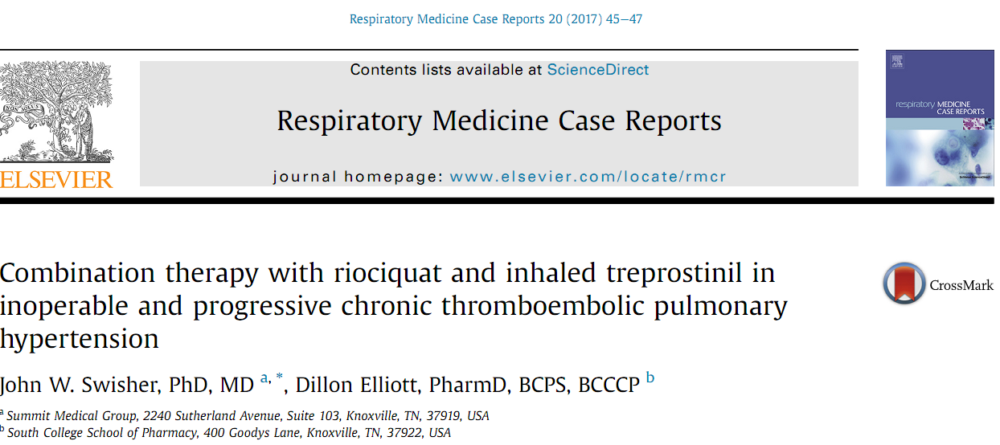 Respiratory Medicine Case Reports 20 (2017) 45–47
Contents lists available at ScienceDirect
Respiratory Medicine Case Reports
journal homepage: www.elsevier.com/locate/rmcr
NON SOLUS
ELSEVIER
respiratory MEDICINE
CASE REPORTS
Combination therapy with riociquat and inhaled treprostinil in
inoperable and progressive chronic thromboembolic pulmonary
hypertension
CrossMark
John W. Swisher, PhD, MD a, *, Dillon Elliott, PharmD, BCPS, BCCCP b
a Summit Medical Group, 2240 Sutherland Avenue, Suite 103, Knoxville, TN, 37919, USA
b South College School of Pharmacy, 400 Goodys Lane, Knoxville, TN, 37922, USA